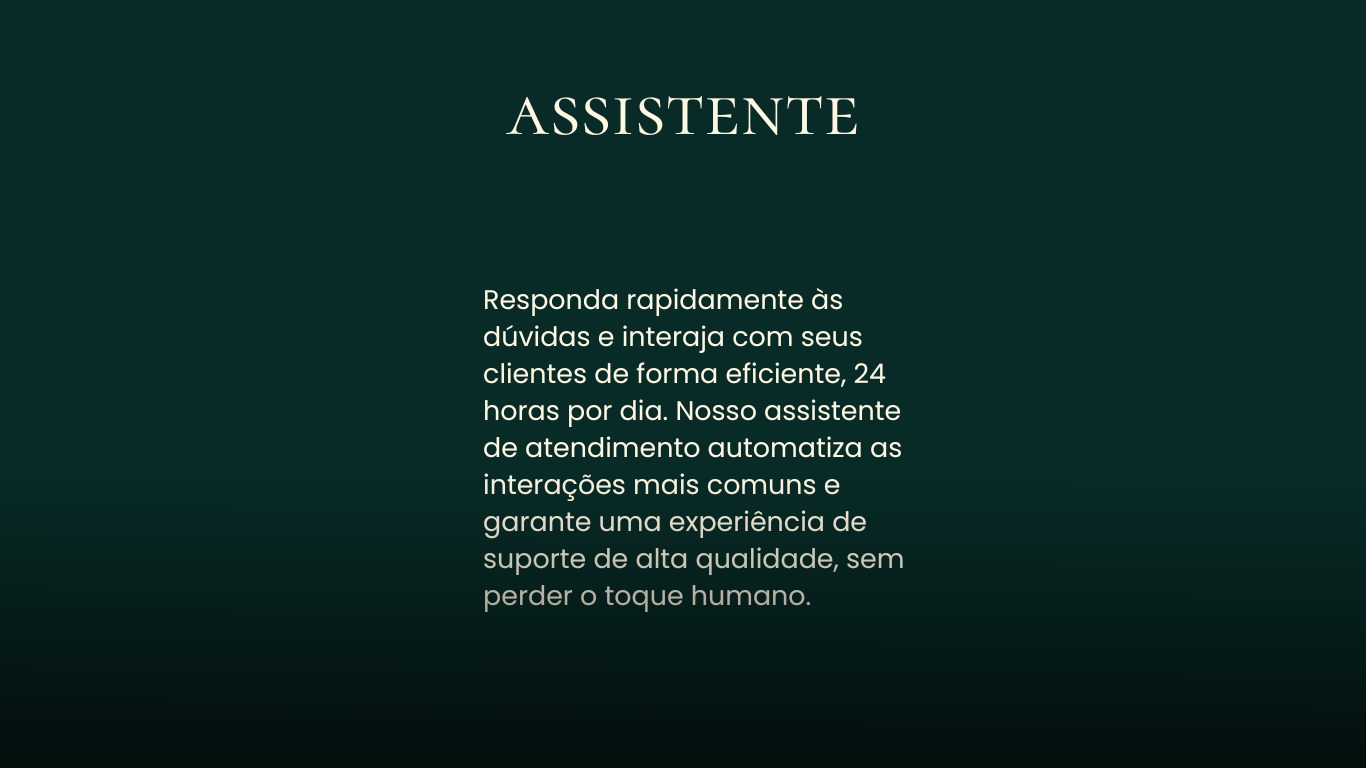 ASSISTENTE
Responda rapidamente às
dúvidas e interaja com seus
clientes de forma eficiente, 24
horas por dia. Nosso assistente
de atendimento automatiza as
interações mais comuns e
garante uma experiência de
suporte de alta qualidade, sem
perder o toque humano.